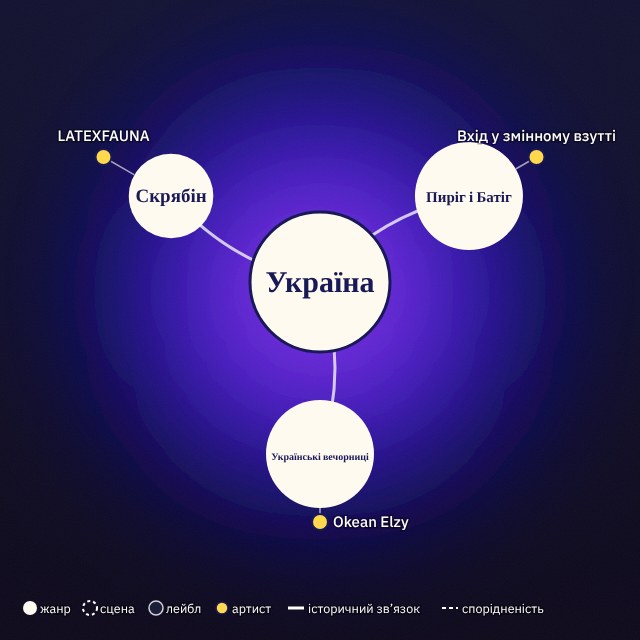 LATEXFAUNA
Вхід у змінному взутті
Скрябін
Пиріг і Батіг
Україна
Українські вечорниці
Okean Elzy
жанр сцена лейбл артист історичний зв’язок спорідненість